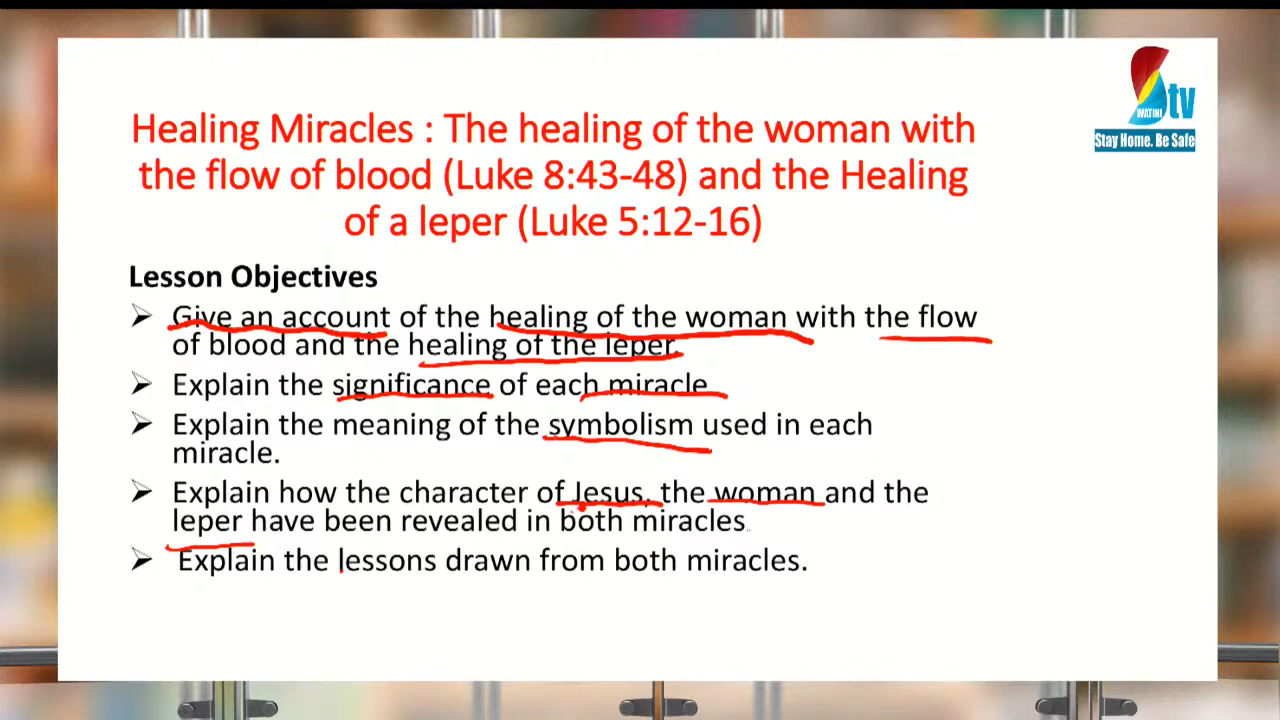 tv
WATINI
Stay Home. Be Safe
Healing Miracles : The healing of the woman with
the flow of blood (Luke 8:43-48) and the Healing
of a leper (Luke 5:12-16)
Lesson Objectives
Give an account of the healing of the woman with the flow
of blood and the healing of the leper.
Explain the significance of each miracle
Explain the meaning of the symbolism used in each
miracle.
Explain how the character of Jesus, the woman and the
leper have been revealed in both miracles.
Explain the lessons drawn from both miracles.